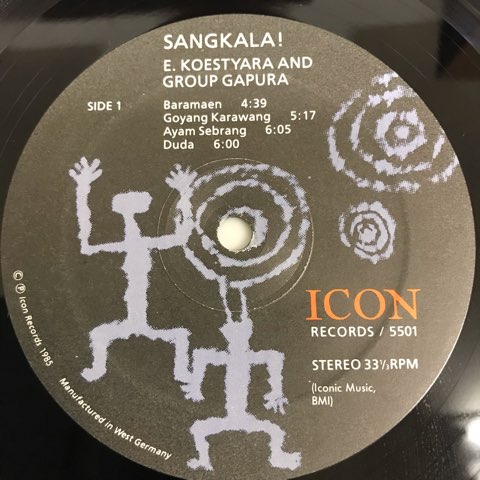 SANGKALA!
E. KOESTYARA AND
GROUP GAPURA
SIDE 1
Baramaen 4:39
Goyang Karawang 5:17
Ayam Sebrang 6:05
Duda 6:00
ICON
RECORDS / 5501
STEREO 33⅓RPM
(Iconic Music,
BMI)
© ℗ Icon Records 1985
Manufactured in West Germany